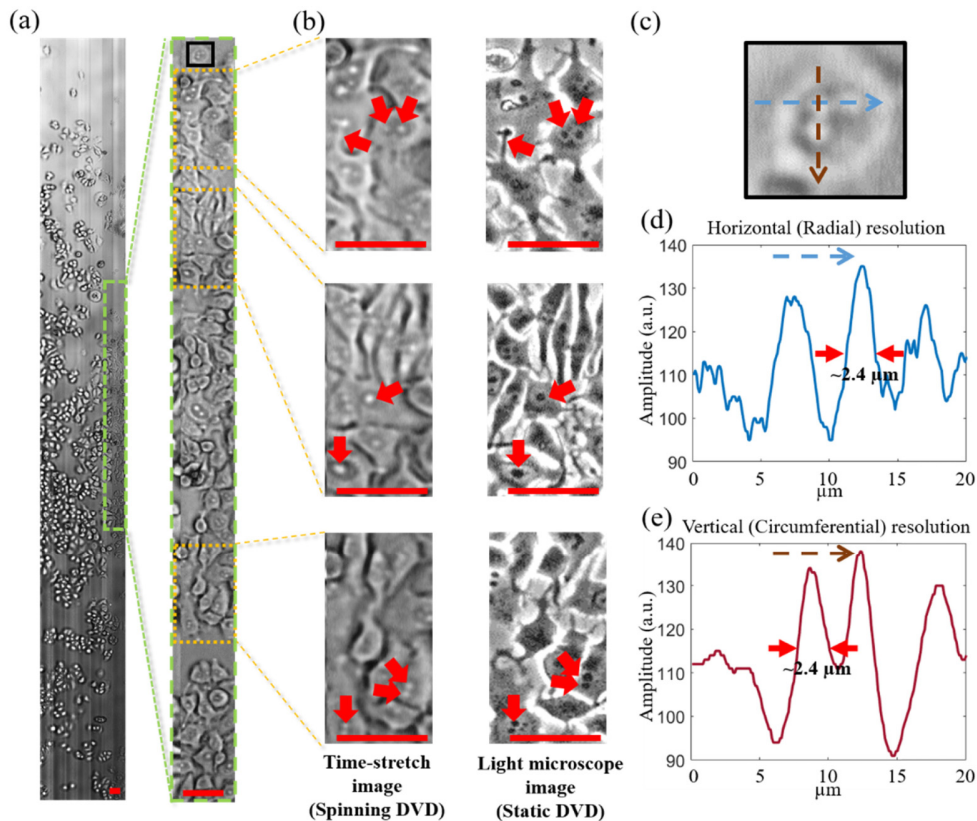 (a)
(b)
Time-stretch
image
(Spinning DVD)
Light microscope
image
(Static DVD)
(c)
(d)
Horizontal (Radial) resolution
Amplitude (a.u.)
140
130
120
110
100
90
~2.4 µm
0 5 10 15 20
µm
(e)
Vertical (Circumferential) resolution
Amplitude (a.u.)
140
130
120
110
100
90
~2.4 µm
0 5 10 15 20
µm